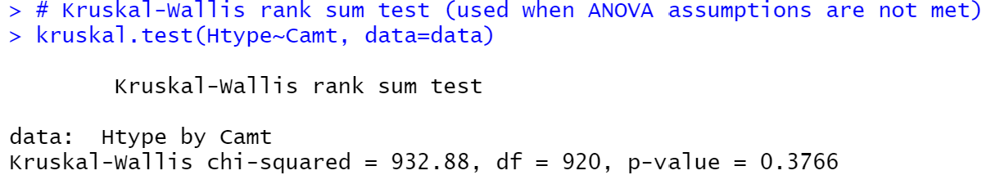 > # Kruskal-Wallis rank sum test (used when ANOVA assumptions are not met)
> kruskal.test(Htype~Camt, data=data)
Kruskal-Wallis rank sum test
data:  Htype by Camt
Kruskal-Wallis chi-squared = 932.88, df = 920, p-value = 0.3766